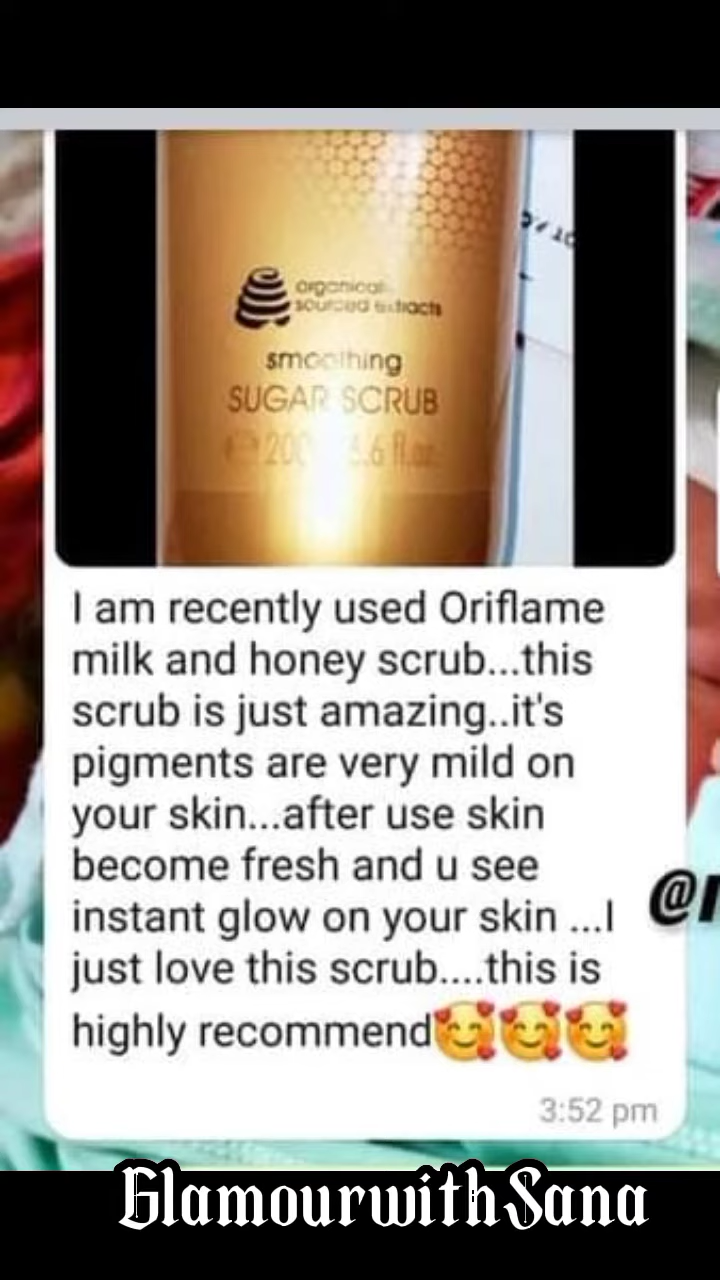 organical
sourced extracts
smoothing
SUGAR SCRUB
I am recently used Oriflame
milk and honey scrub...this
scrub is just amazing..it's
pigments are very mild on
your skin...after use skin
become fresh and u see
instant glow on your skin ...I
just love this scrub....this is
highly recommend🥰🥰🥰
3:52 pm
GlamourwithSana